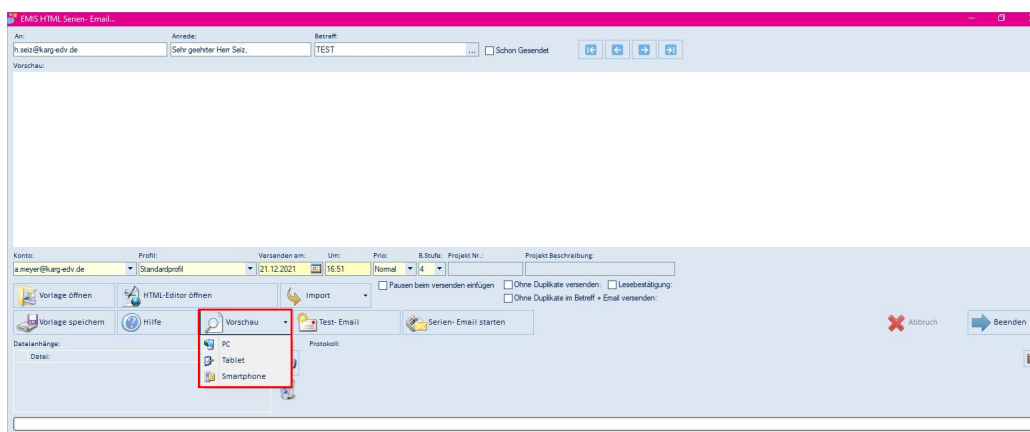 EMIS HTML Serien- Email...
An: Anrede: Betreff:
h.seiz@karg-edv.de Sehr geehrter Herr Seiz, TEST ... Schon Gesendet
Vorschau:
Konto: Profil: Versenden am: Um: Prio: B.Stufe: Projekt Nr.: Projekt Beschreibung:
a.meyer@karg-edv.de Standardprofil 21.12.2021 16:51 Normal 4
Pausen beim versenden einfügen Ohne Duplikate versenden: Lesebestätigung:
Vorlage öffnen HTML-Editor öffnen Import Ohne Duplikate im Betreff + Email versenden:
Vorlage speichern Hilfe Vorschau Test- Email Serien- Email starten Abbruch Beenden
Dateianhänge: PC Protokoll:
Datei: Tablet
Smartphone